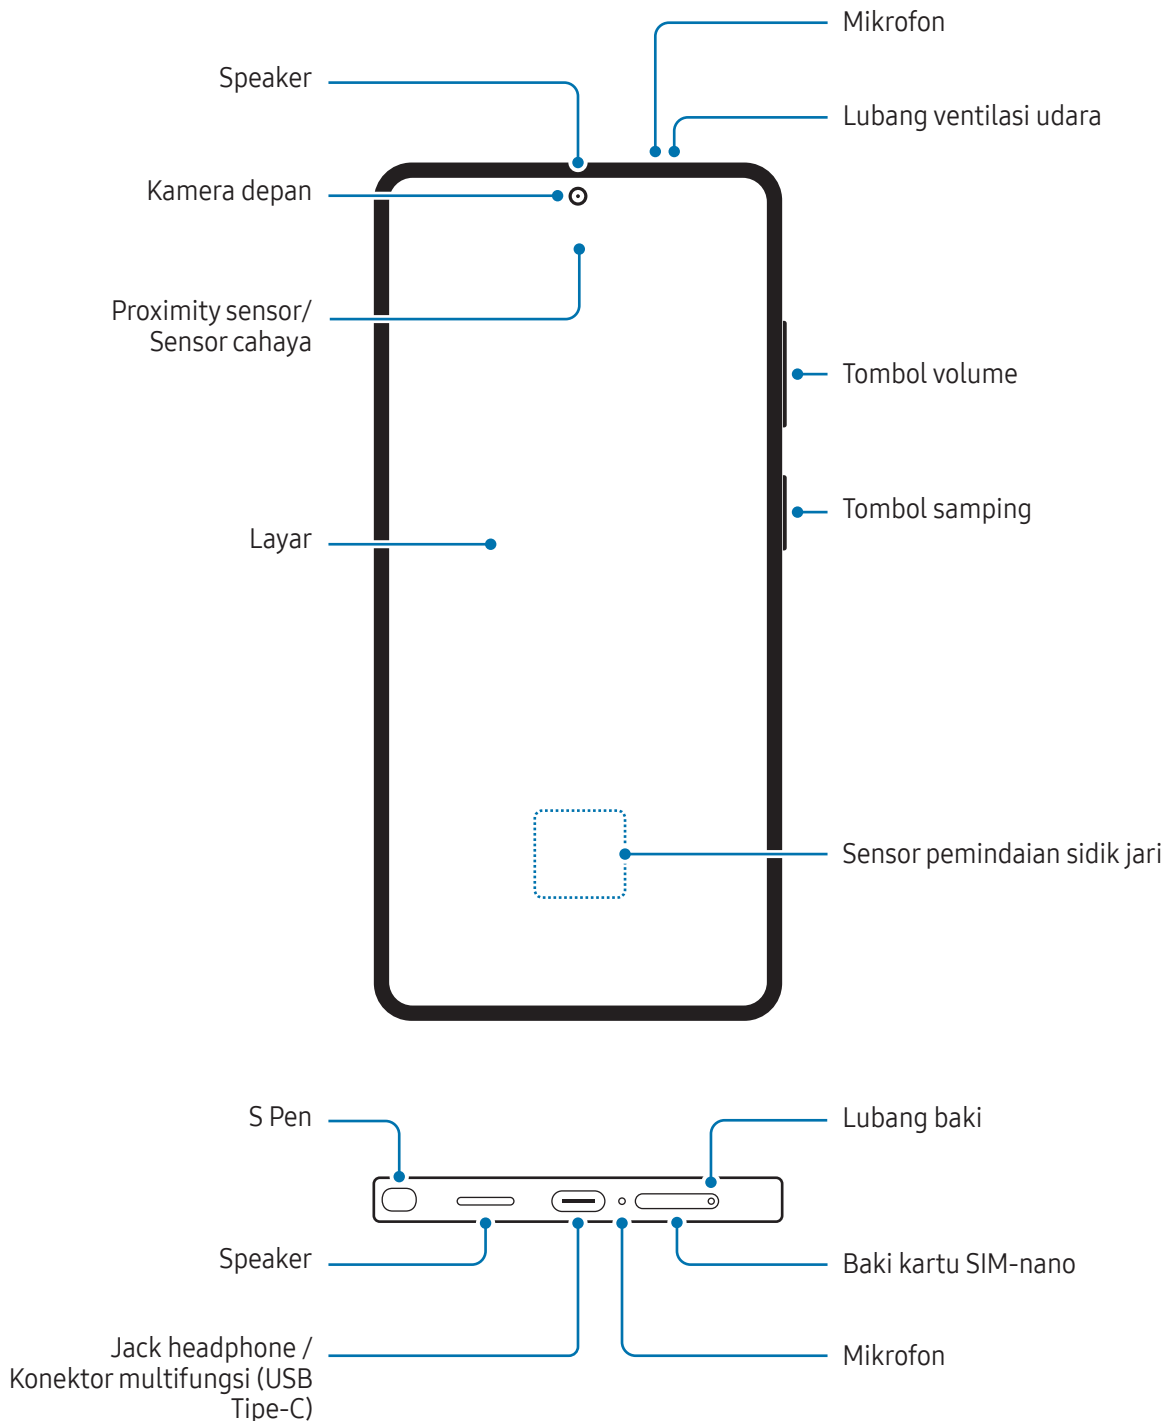 Mikrofon
Speaker
Lubang ventilasi udara
Kamera depan
Proximity sensor/
Sensor cahaya
Tombol volume
Tombol samping
Layar
Sensor pemindaian sidik jari
S Pen
Lubang baki
Speaker
Baki kartu SIM-nano
Jack headphone /
Konektor multifungsi (USB
Tipe-C)
Mikrofon